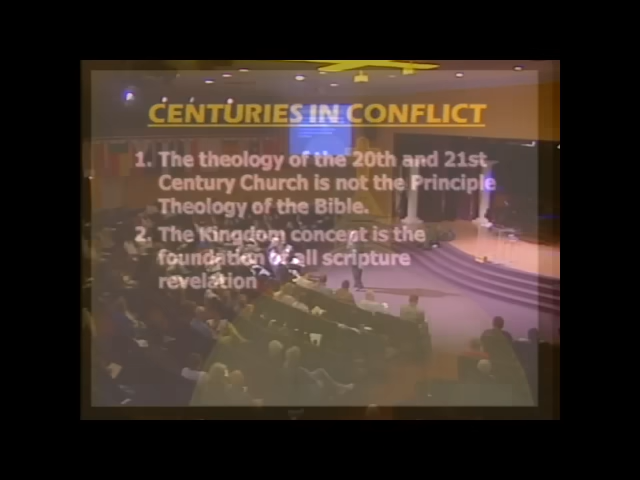 CENTURIES IN CONFLICT
1. The theology of the 20th and 21st
Century Church is not the Principle
Theology of the Bible.
2. The Kingdom concept is the
foundation of all scripture
revelation